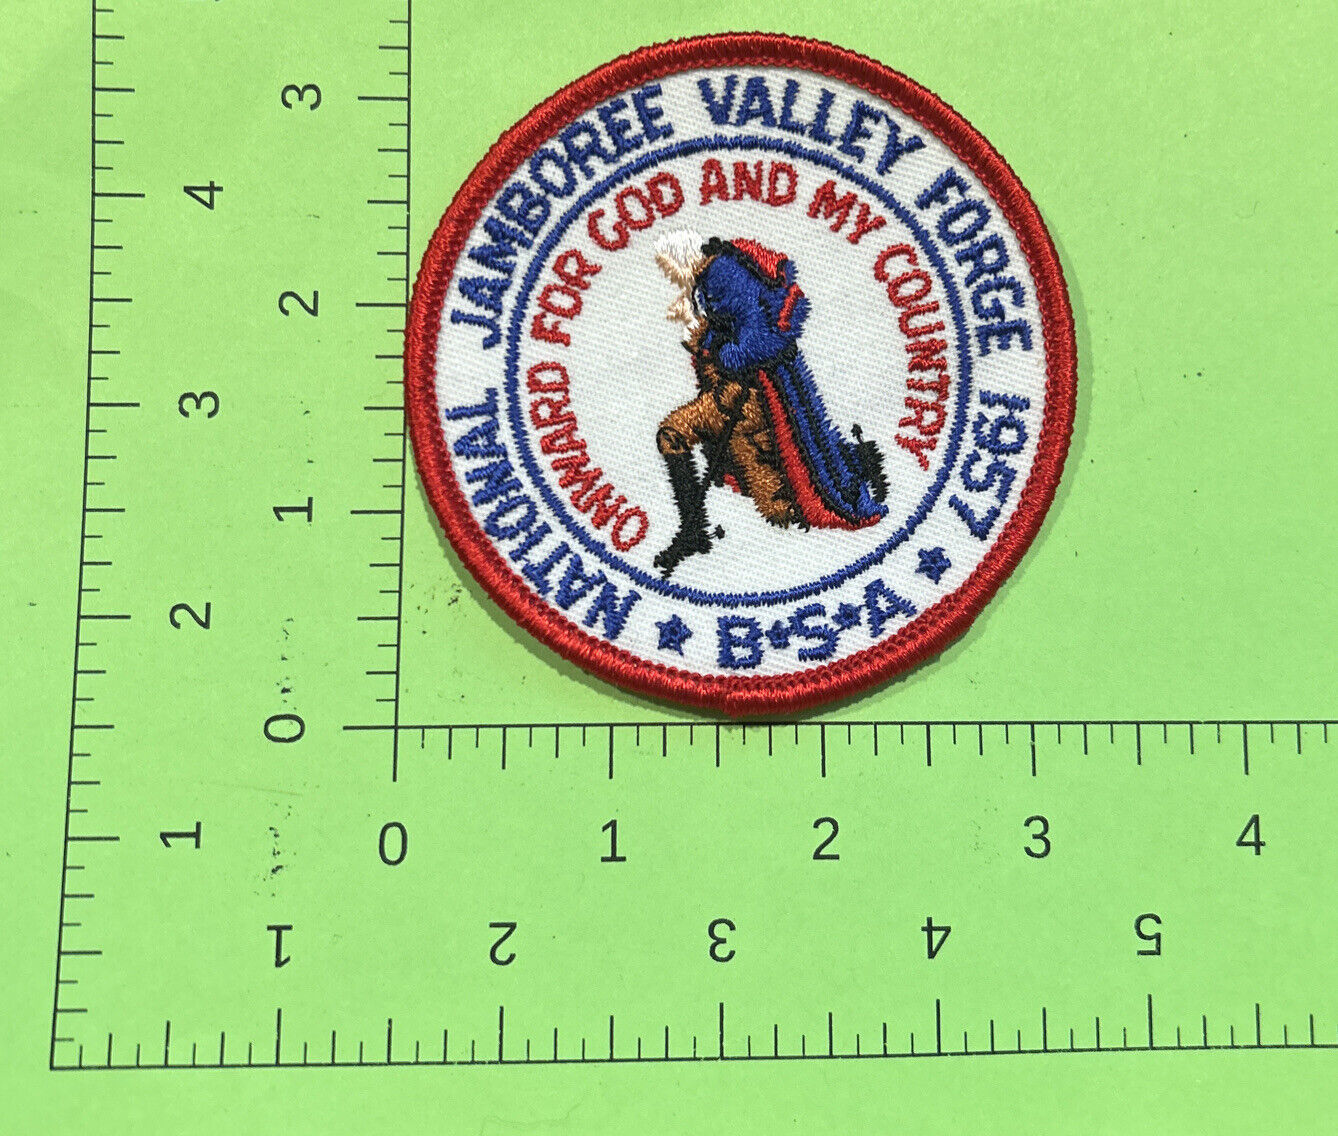 NATIONAL JAMBOREE VALLEY FORGE 1957
ONWARD FOR GOD AND MY COUNTRY
★ B★S★A ★
3
2
1
0
4
3
2
1
0 1 2 3 4
1 2 3 4 5